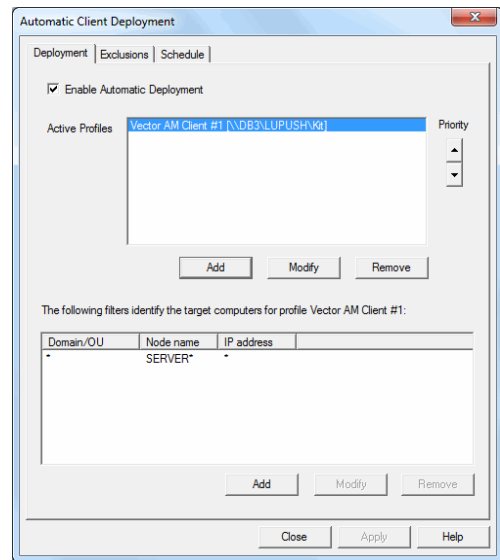 Automatic Client Deployment
Deployment Exclusions Schedule
Enable Automatic Deployment
Active Profiles Vector AM Client #1 [\\DB3\LUPUSH\Kit] Priority
Add Modify Remove
The following filters identify the target computers for profile Vector AM Client #1:
Domain/OU Node name IP address
* SERVER* *
Add Modify Remove
Close Apply Help